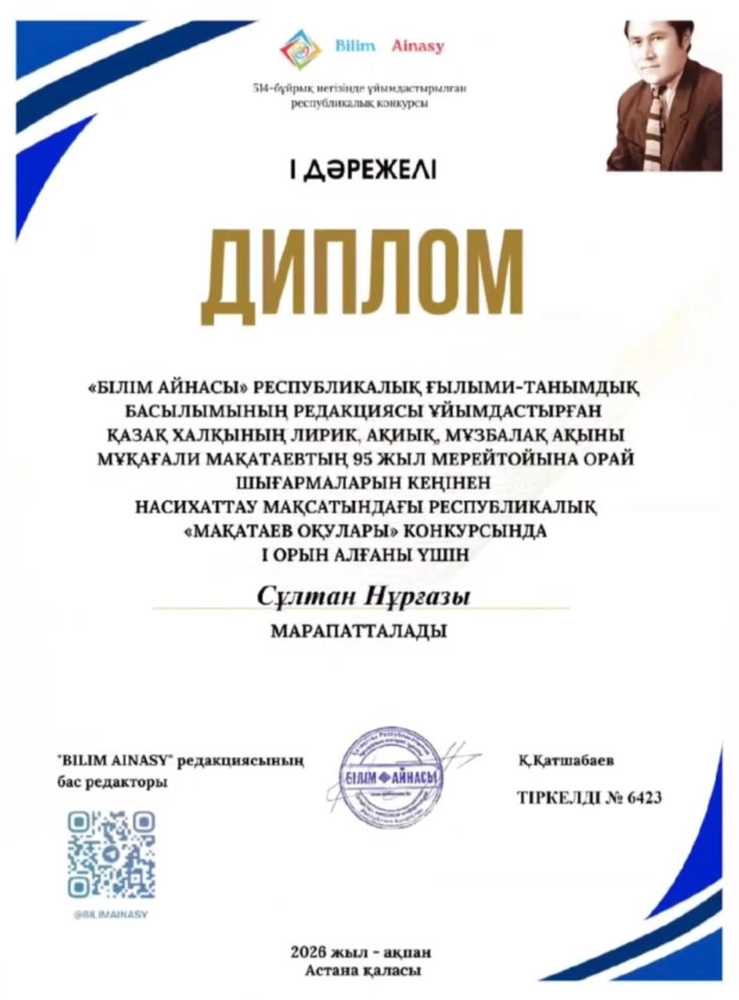 Bilim Ainasy
514-бұйрық негізінде ұйымдастырылған
республикалық конкурсы
І ДӘРЕЖЕЛІ
ДИПЛОМ
«БІЛІМ АЙНАСЫ» РЕСПУБЛИКАЛЫҚ ҒЫЛЫМИ-ТАНЫМДЫҚ
БАСЫЛЫМЫНЫҢ РЕДАКЦИЯСЫ ҰЙЫМДАСТЫРҒАН
ҚАЗАҚ ХАЛҚЫНЫҢ ЛИРИК, АҚИЫҚ, МҰЗБАЛАҚ АҚЫНЫ
МҰҚАҒАЛИ МАҚАТАЕВТЫҢ 95 ЖЫЛ МЕРЕЙТОЙЫНА ОРАЙ
ШЫҒАРМАЛАРЫН КЕҢІНЕН
НАСИХАТТАУ МАҚСАТЫНДАҒЫ РЕСПУБЛИКАЛЫҚ
«МАҚАТАЕВ ОҚУЛАРЫ» КОНКУРСЫНДА
І ОРЫН АЛҒАНЫ ҮШІН
Сұлтан Нұрғазы
МАРАПАТТАЛАДЫ
"BILIM AINASY" редакциясының
бас редакторы
БІЛІМ АЙНАСЫ
Қ.Қатшабаев
ТІРКЕЛДІ № 6423
@BILIMAINASY
2026 жыл - ақпан
Астана қаласы